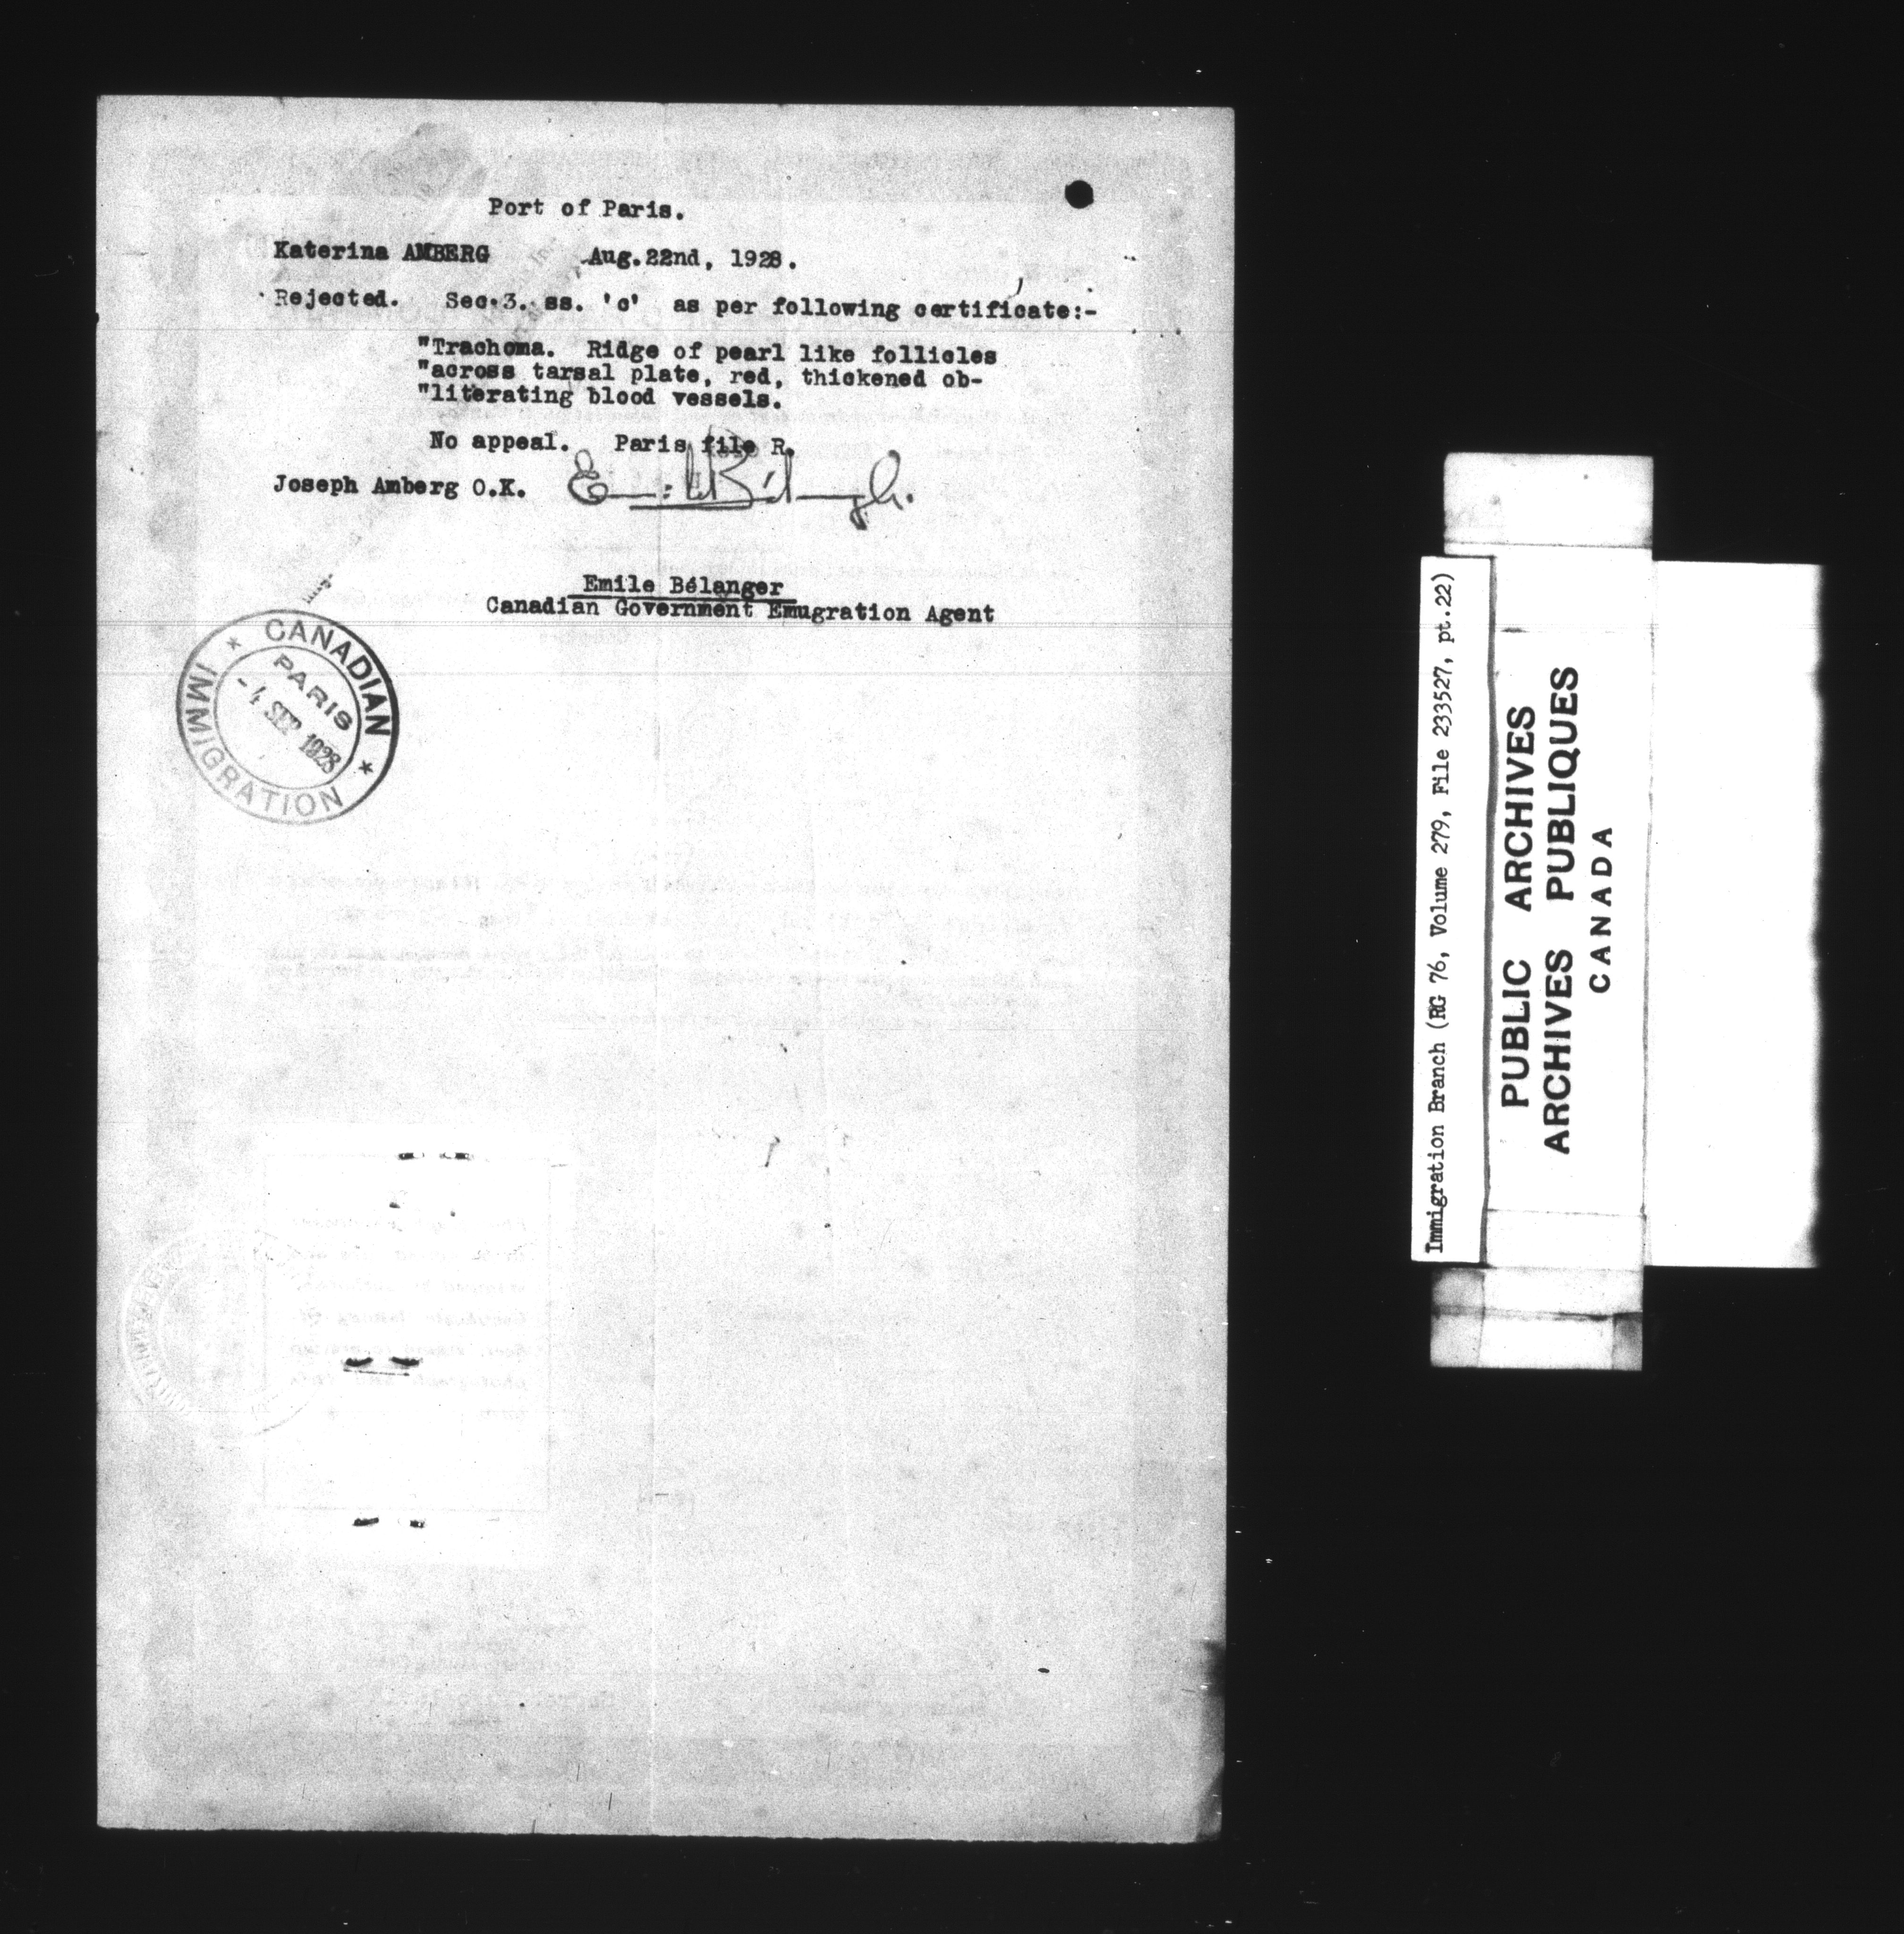 Port of Paris.
Katerina AMBERG Aug.22nd, 1928.
Rejected. Sec.3. ss. 'c' as per following certificate:-
"Trachoma. Ridge of pearl like follicles
"across tarsal plate, red, thickened ob-
"literating blood vessels.
No appeal. Paris file R.
Joseph Amberg O.K.
Emile Bélanger
Canadian Government Emugration Agent
CANADIAN
PARIS
-4 SEP 1928
IMMIGRATION
Immigration Branch (RG 76, Volume 279, File 233527, pt.22)
PUBLIC ARCHIVES
ARCHIVES PUBLIQUES
CANADA